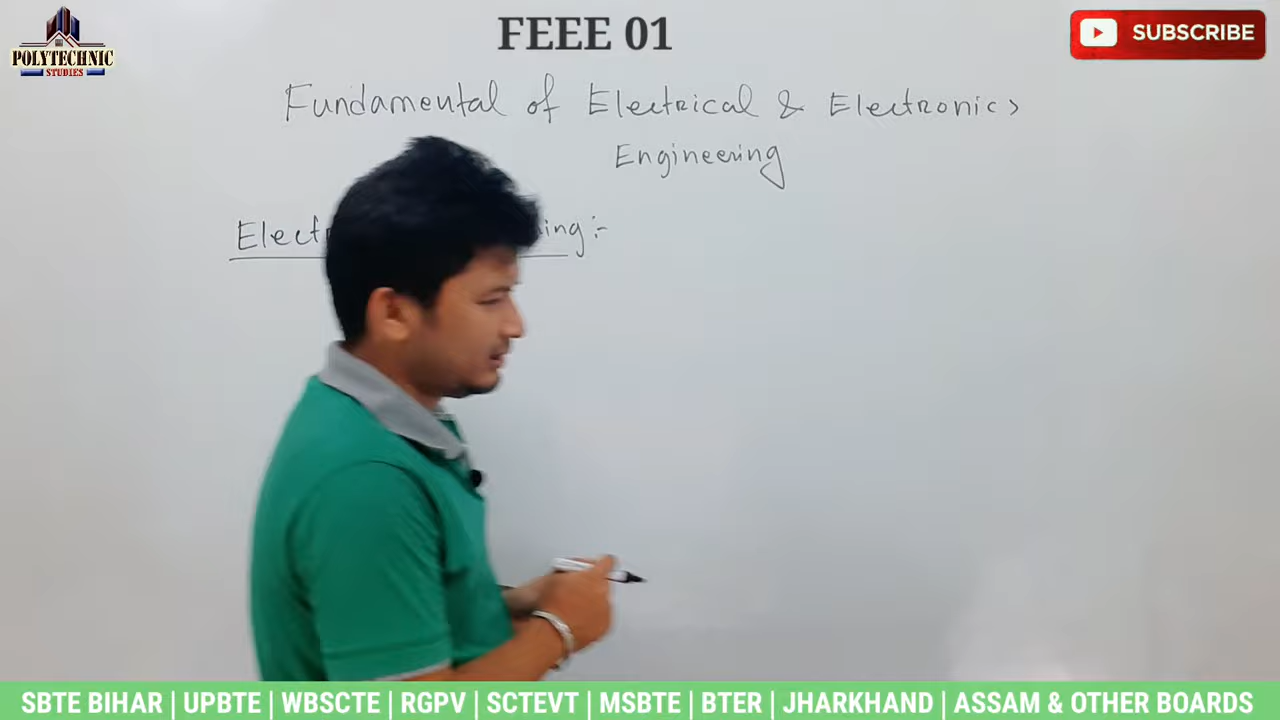 FEEE 01
POLYTECHNIC
STUDIES
SUBSCRIBE
Fundamental of Electrical & Electronics
Engineering
SBTE BIHAR | UPBTE | WBSCTE | RGPV | SCTEVT | MSBTE | BTER | JHARKHAND | ASSAM & OTHER BOARDS